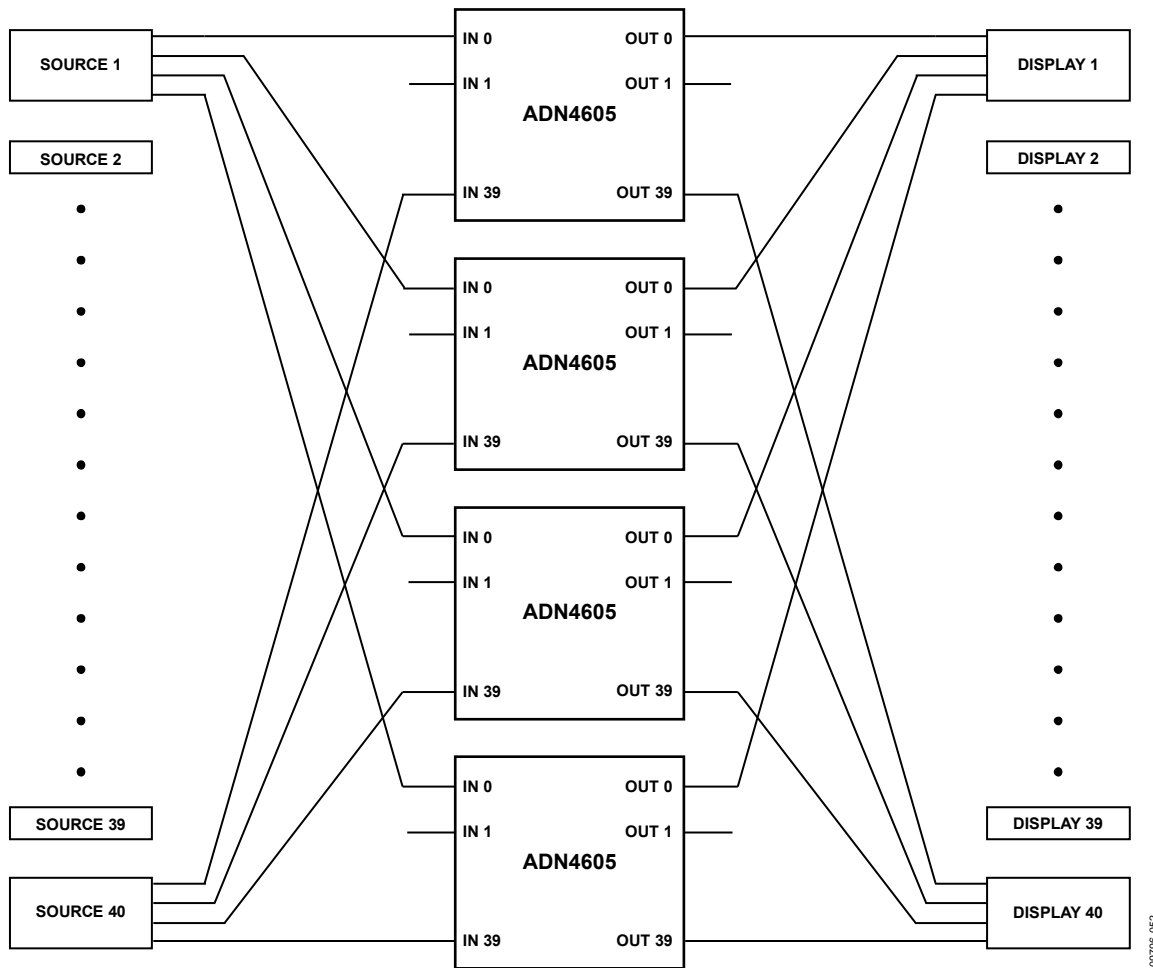 SOURCE 1
SOURCE 2
SOURCE 39
SOURCE 40
IN 0
OUT 0
IN 1
OUT 1
ADN4605
IN 39
OUT 39
IN 0
OUT 0
IN 1
OUT 1
ADN4605
IN 39
OUT 39
IN 0
OUT 0
IN 1
OUT 1
ADN4605
IN 39
OUT 39
IN 0
OUT 0
IN 1
OUT 1
ADN4605
IN 39
OUT 39
DISPLAY 1
DISPLAY 2
DISPLAY 39
DISPLAY 40